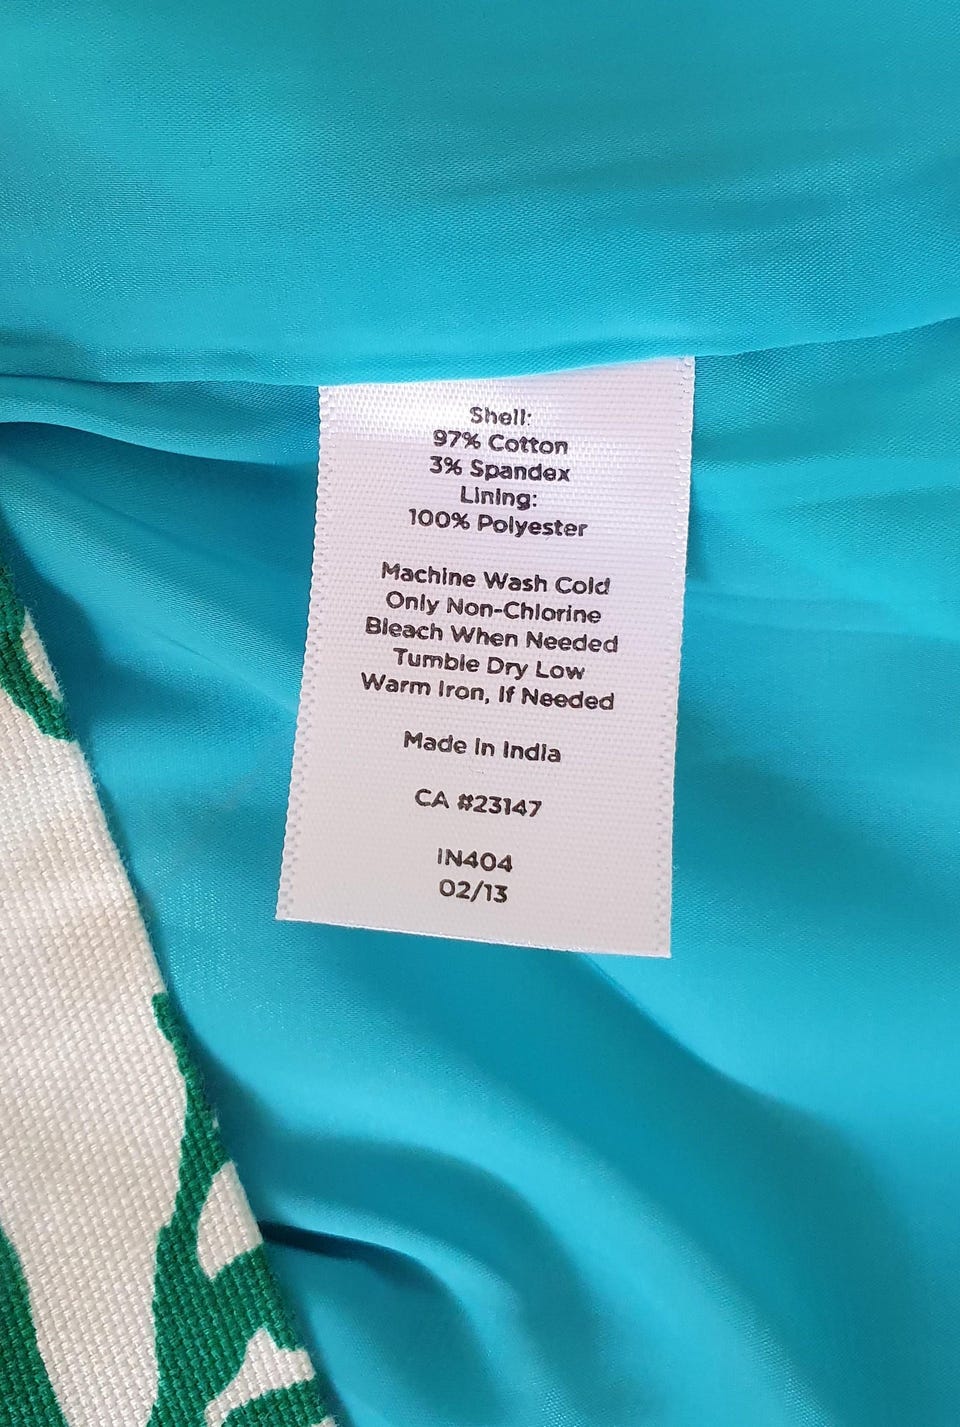 Shell:
97% Cotton
3% Spandex
Lining:
100% Polyester
Machine Wash Cold
Only Non-Chlorine
Bleach When Needed
Tumble Dry Low
Warm Iron, If Needed
Made In India
CA #23147
IN404
02/13